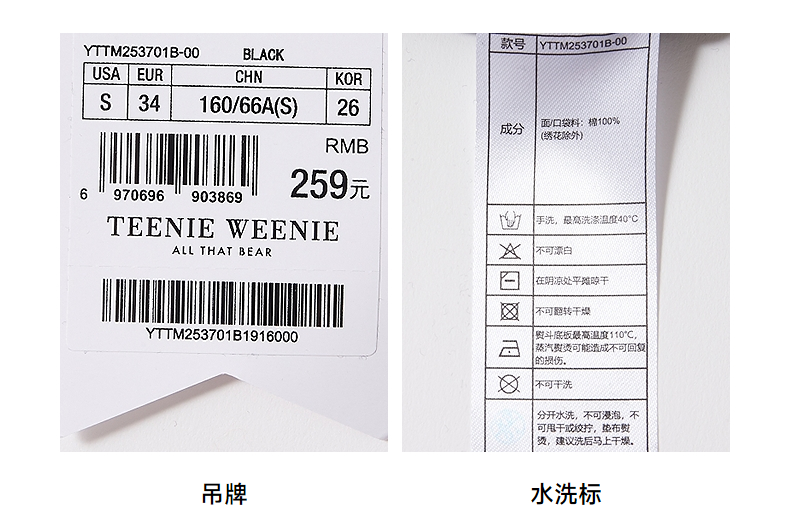 YTTM253701B-00 BLACK
USA EUR CHN KOR
S 34 160/66A(S) 26
RMB
259元
6 970696 903869
TEENIE WEENIE
ALL THAT BEAR
YTTM253701B1916000
吊牌
款号 YTTM253701B-00
成分 面/口袋料：棉100%
(绣花除外)
手洗，最高洗涤温度40°C
不可漂白
在阴凉处平摊晾干
不可翻转干燥
熨斗底板最高温度110°C，
蒸汽熨烫可能造成不可回复
的损伤。
不可干洗
分开水洗，不可浸泡，不
可甩干或绞拧，垫布熨
烫，建议洗后马上干燥。
水洗标